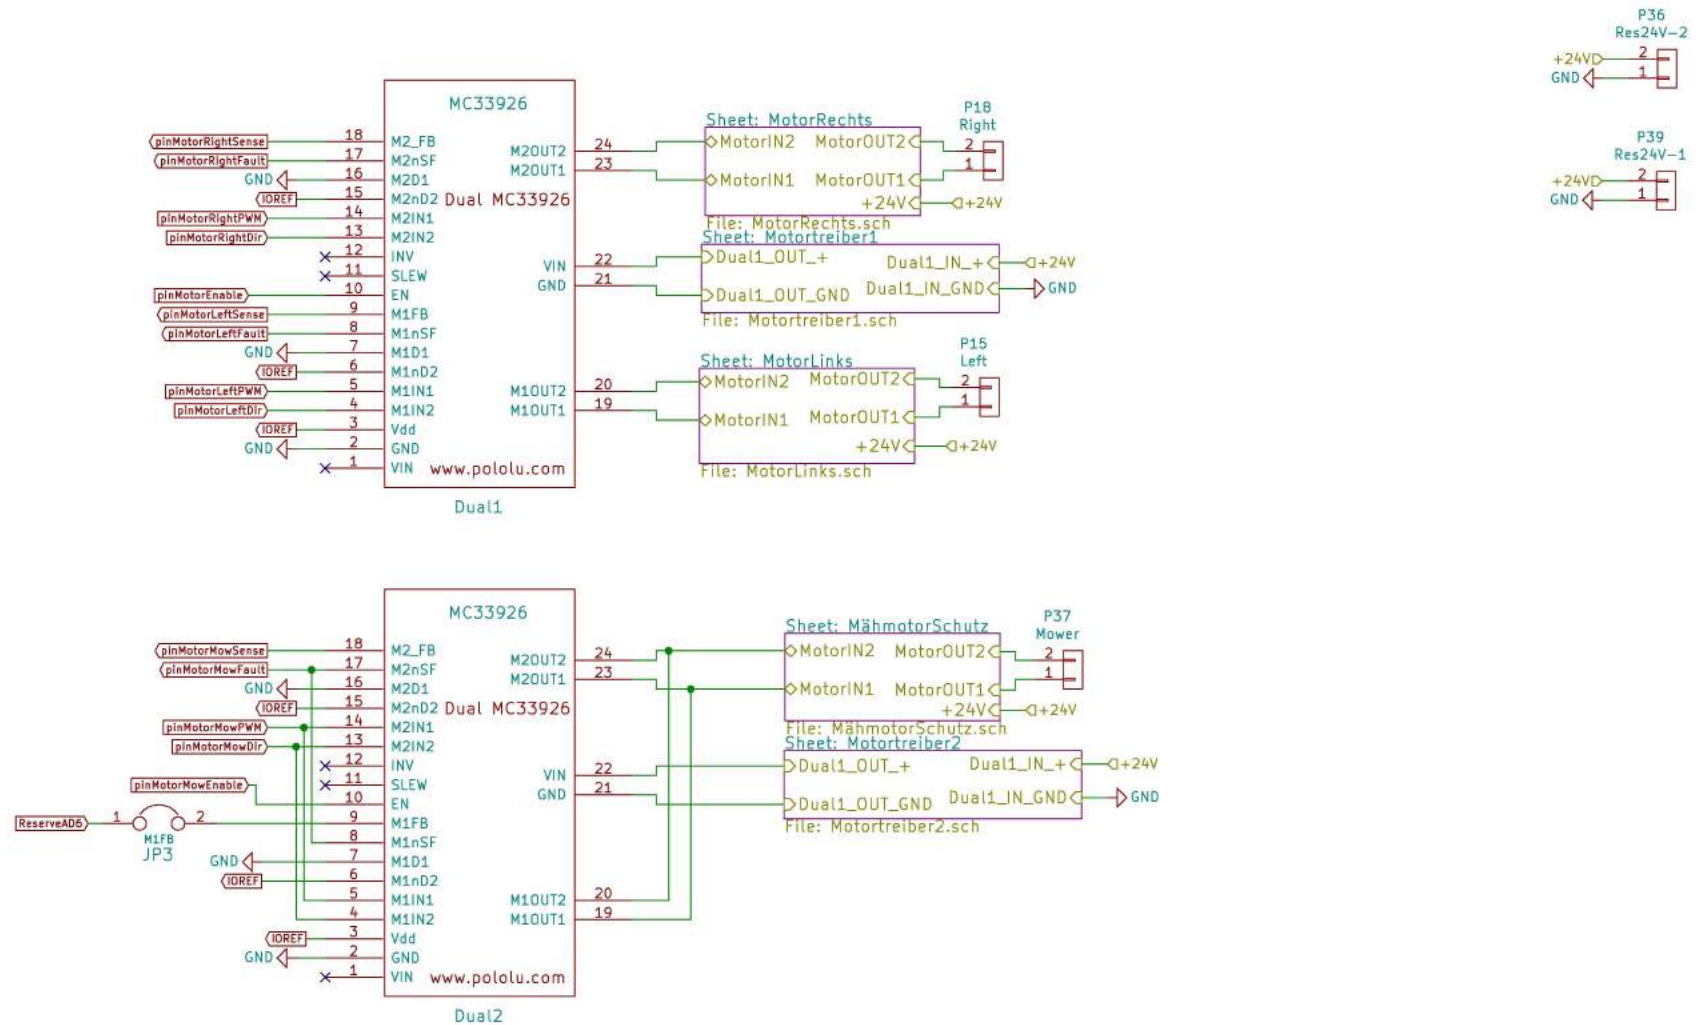 P36
Res24V-2
+24V 2
GND 1
P39
Res24V-1
+24V 2
GND 1
MC33926
Dual MC33926
www.pololu.com
Dual1
pinMotorRightSense 18 M2_FB
pinMotorRightFault 17 M2nSF
GND 16 M2D1
IOREF 15 M2nD2
pinMotorRightPWM 14 M2IN1
pinMotorRightDir 13 M2IN2
12 INV
11 SLEW
pinMotorEnable 10 EN
pinMotorLeftSense 9 M1FB
pinMotorLeftFault 8 M1nSF
GND 7 M1D1
IOREF 6 M1nD2
pinMotorLeftPWM 5 M1IN1
pinMotorLeftDir 4 M1IN2
IOREF 3 Vdd
GND 2 GND
1 VIN
M2OUT2 24
M2OUT1 23
VIN 22
GND 21
M1OUT2 20
M1OUT1 19
Sheet: MotorRechts
MotorIN2 MotorOUT2
MotorIN1 MotorOUT1
+24V +24V
File: MotorRechts.sch
P18
Right
2
1
Sheet: Motortreiber1
Dual1_OUT_+ Dual1_IN_+ +24V
Dual1_OUT_GND Dual1_IN_GND GND
File: Motortreiber1.sch
Sheet: MotorLinks
MotorIN2 MotorOUT2
MotorIN1 MotorOUT1
+24V +24V
File: MotorLinks.sch
P15
Left
2
1
MC33926
Dual MC33926
www.pololu.com
Dual2
pinMotorMowSense 18 M2_FB
pinMotorMowFault 17 M2nSF
GND 16 M2D1
IOREF 15 M2nD2
pinMotorMowPWM 14 M2IN1
pinMotorMowDir 13 M2IN2
12 INV
11 SLEW
pinMotorMowEnable 10 EN
ReserveAD6 1 2 9 M1FB
M1FB
JP3
8 M1nSF
GND 7 M1D1
IOREF 6 M1nD2
5 M1IN1
4 M1IN2
IOREF 3 Vdd
GND 2 GND
1 VIN
M2OUT2 24
M2OUT1 23
VIN 22
GND 21
M1OUT2 20
M1OUT1 19
Sheet: MähmotorSchutz
MotorIN2 MotorOUT2
MotorIN1 MotorOUT1
+24V +24V
File: MähmotorSchutz.sch
P37
Mower
2
1
Sheet: Motortreiber2
Dual1_OUT_+ Dual1_IN_+ +24V
Dual1_OUT_GND Dual1_IN_GND GND
File: Motortreiber2.sch